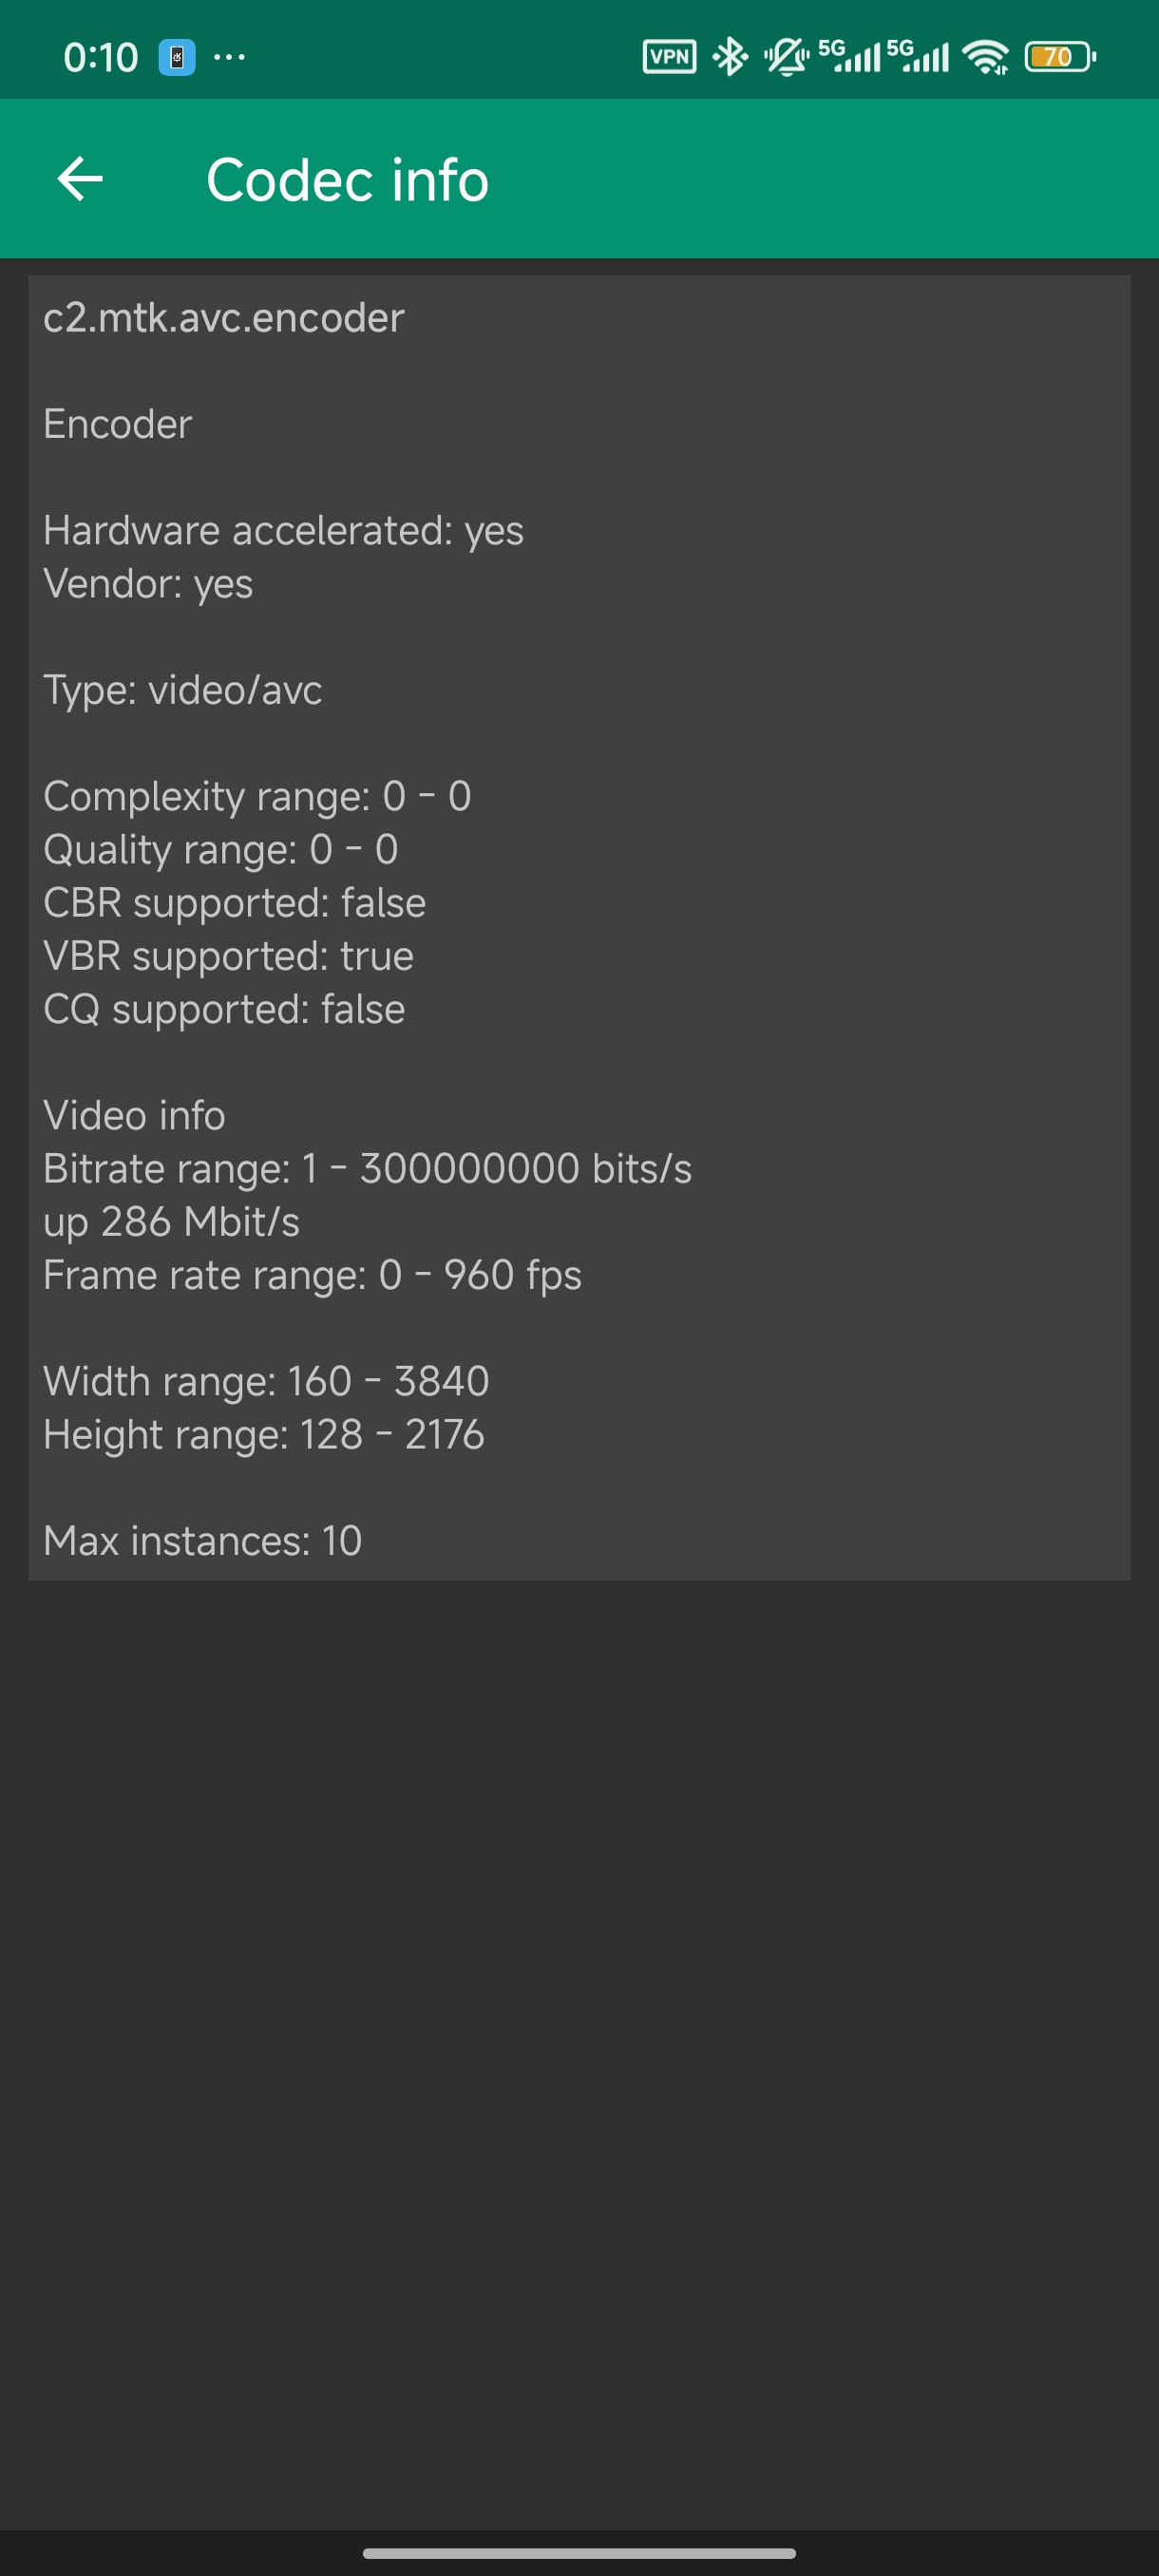 0:10 ... VPN 5G 5G 70
Codec info
c2.mtk.avc.encoder
Encoder
Hardware accelerated: yes
Vendor: yes
Type: video/avc
Complexity range: 0 - 0
Quality range: 0 - 0
CBR supported: false
VBR supported: true
CQ supported: false
Video info
Bitrate range: 1 - 300000000 bits/s
up 286 Mbit/s
Frame rate range: 0 - 960 fps
Width range: 160 - 3840
Height range: 128 - 2176
Max instances: 10